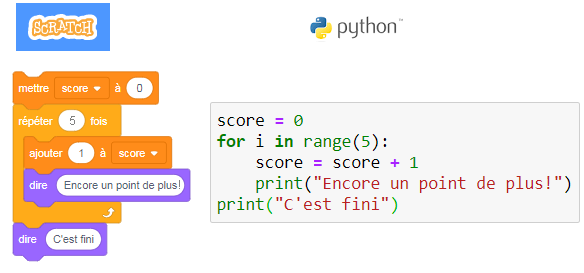 SCRATCH
python™
mettre score à 0
répéter 5 fois
ajouter 1 à score
dire Encore un point de plus!
dire C'est fini
score = 0
for i in range(5):
    score = score + 1
    print("Encore un point de plus!")
print("C'est fini")